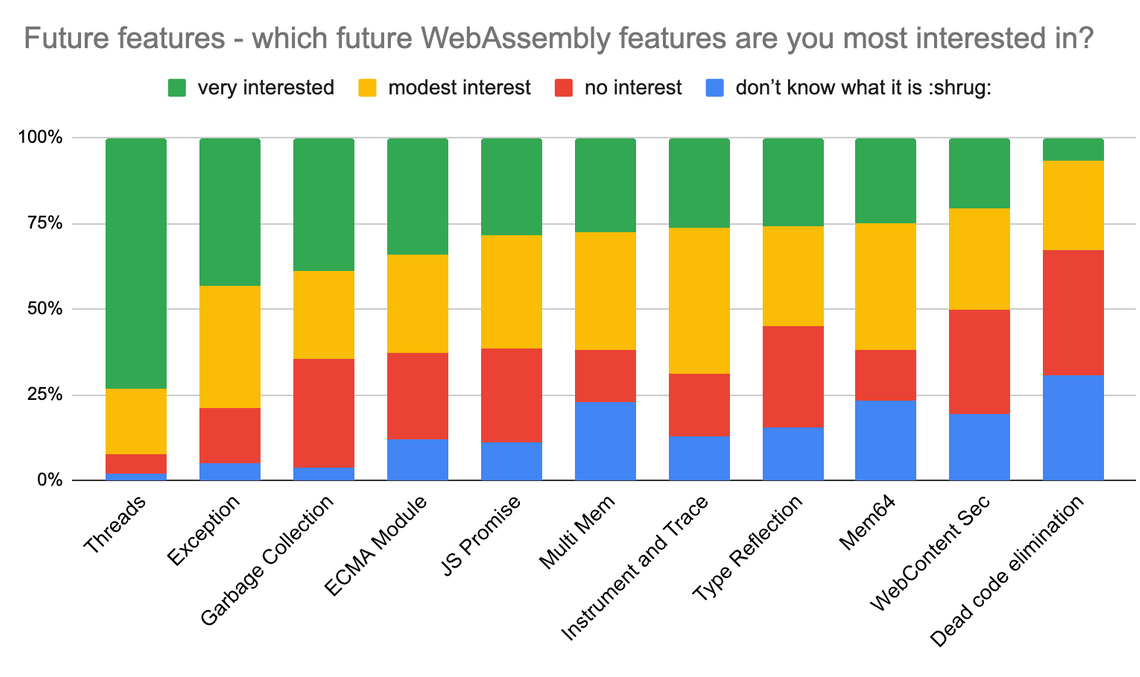 Future features - which future WebAssembly features are you most interested in?
very interested
modest interest
no interest
don’t know what it is :shrug:
100%
75%
50%
25%
0%
Threads
Exception
Garbage Collection
ECMA Module
JS Promise
Multi Mem
Instrument and Trace
Type Reflection
Mem64
WebContent Sec
Dead code elimination